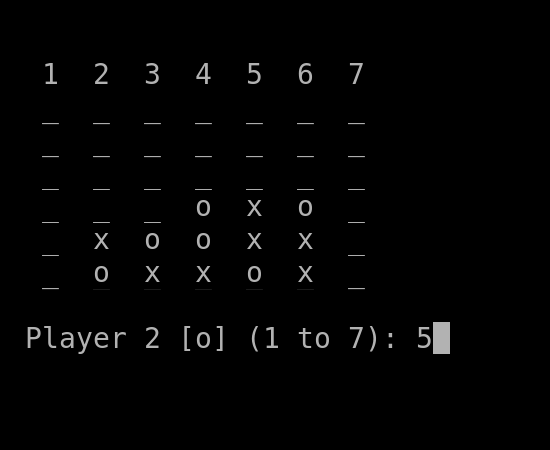 1 2 3 4 5 6 7
_ _ _ _ _ _ _
_ _ _ _ _ _ _
_ _ _ _ _ _ _
_ _ _ o x o _
_ x o o x x _
_ o x x o x _
Player 2 [o] (1 to 7): 5